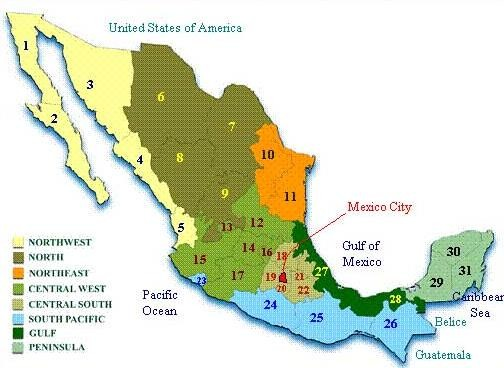 United States of America
1
3
6
2
7
10
4
8
9
11
Mexico City
5
13
12
Gulf of
Mexico
15
14
16
18
27
30
31
29
NORTHWEST
NORTH
NORTHEAST
CENTRAL WEST
CENTRAL SOUTH
SOUTH PACIFIC
GULF
PENINSULA
23
17
19
21
20
22
28
Pacific
Ocean
24
25
26
Caribbean
Sea
Belice
Guatemala